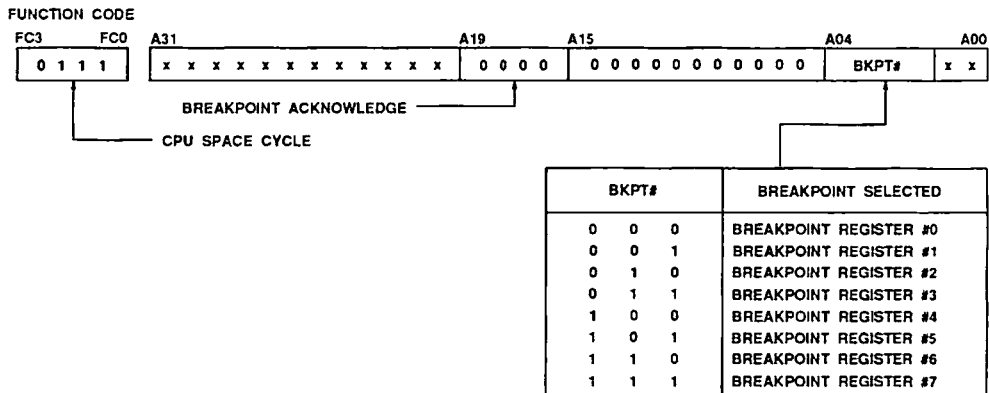 FUNCTION CODE
FC3 FC0 A31 A19 A15 A04 A00
0 1 1 1 x x x x x x x x x x x x 0 0 0 0 0 0 0 0 0 0 0 0 0 0 0 BKPT# x x
BREAKPOINT ACKNOWLEDGE
CPU SPACE CYCLE
BKPT# BREAKPOINT SELECTED
0 0 0 BREAKPOINT REGISTER #0
0 0 1 BREAKPOINT REGISTER #1
0 1 0 BREAKPOINT REGISTER #2
0 1 1 BREAKPOINT REGISTER #3
1 0 0 BREAKPOINT REGISTER #4
1 0 1 BREAKPOINT REGISTER #5
1 1 0 BREAKPOINT REGISTER #6
1 1 1 BREAKPOINT REGISTER #7